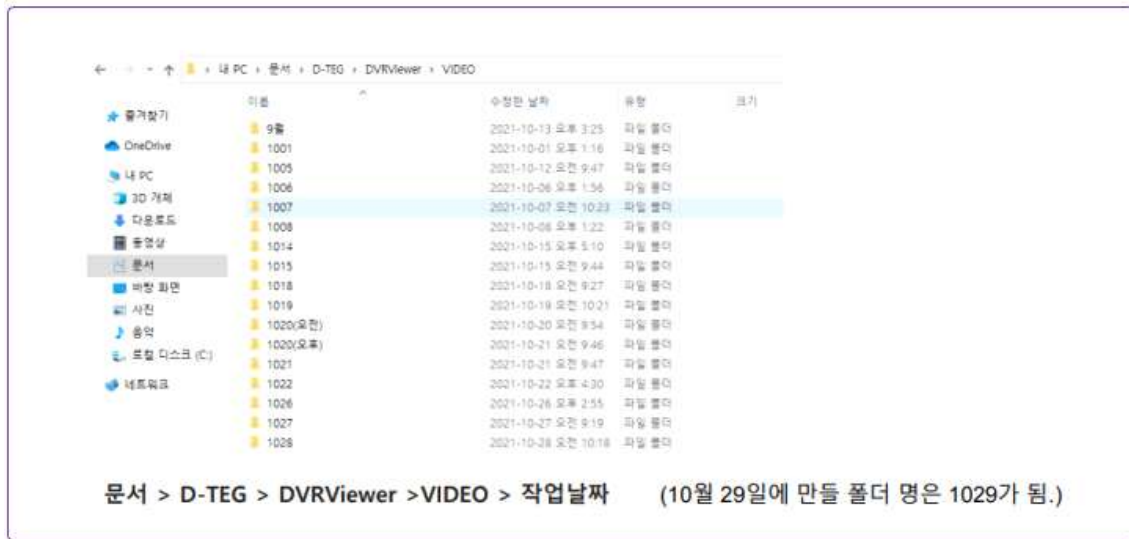 내 PC > 문서 > D-TEG > DVRViewer > VIDEO
이름 수정한 날짜 유형 크기
즐겨찾기
OneDrive
내 PC
3D 개체
다운로드
동영상
문서
바탕 화면
사진
음악
로컬 디스크 (C:)
네트워크
9월 2021-10-13 오후 3:25 파일 폴더
1001 2021-10-01 오후 1:16 파일 폴더
1005 2021-10-12 오전 9:47 파일 폴더
1006 2021-10-06 오후 1:56 파일 폴더
1007 2021-10-07 오전 10:23 파일 폴더
1008 2021-10-08 오후 1:22 파일 폴더
1014 2021-10-15 오후 5:10 파일 폴더
1015 2021-10-15 오전 9:44 파일 폴더
1018 2021-10-18 오전 9:27 파일 폴더
1019 2021-10-19 오전 10:21 파일 폴더
1020(오전) 2021-10-20 오전 9:54 파일 폴더
1020(오후) 2021-10-21 오전 9:46 파일 폴더
1021 2021-10-21 오전 9:47 파일 폴더
1022 2021-10-22 오후 4:30 파일 폴더
1026 2021-10-26 오후 2:55 파일 폴더
1027 2021-10-27 오전 9:19 파일 폴더
1028 2021-10-28 오전 10:18 파일 폴더
문서 > D-TEG > DVRViewer >VIDEO > 작업날짜 (10월 29일에 만들 폴더 명은 1029가 됨.)